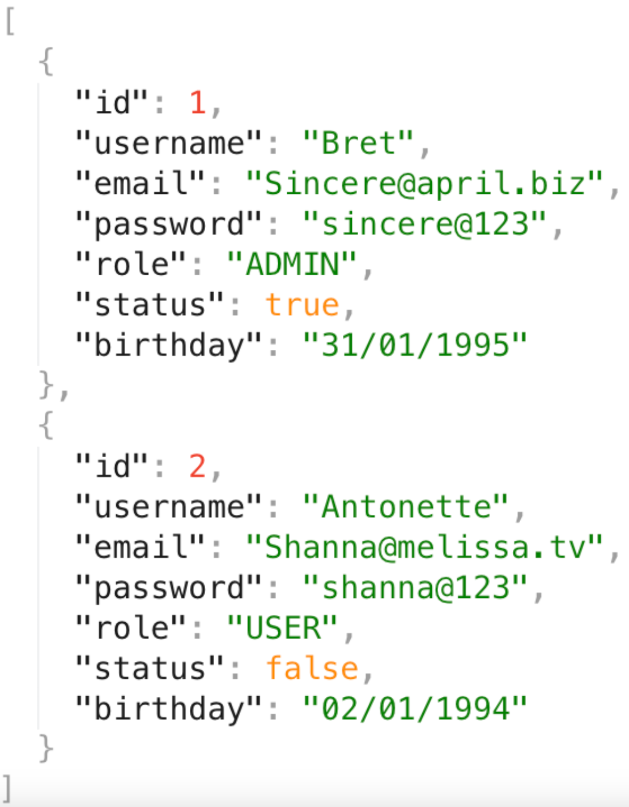 [
  {
    "id": 1,
    "username": "Bret",
    "email": "Sincere@april.biz",
    "password": "sincere@123",
    "role": "ADMIN",
    "status": true,
    "birthday": "31/01/1995"
  },
  {
    "id": 2,
    "username": "Antonette",
    "email": "Shanna@melissa.tv",
    "password": "shanna@123",
    "role": "USER",
    "status": false,
    "birthday": "02/01/1994"
  }
]